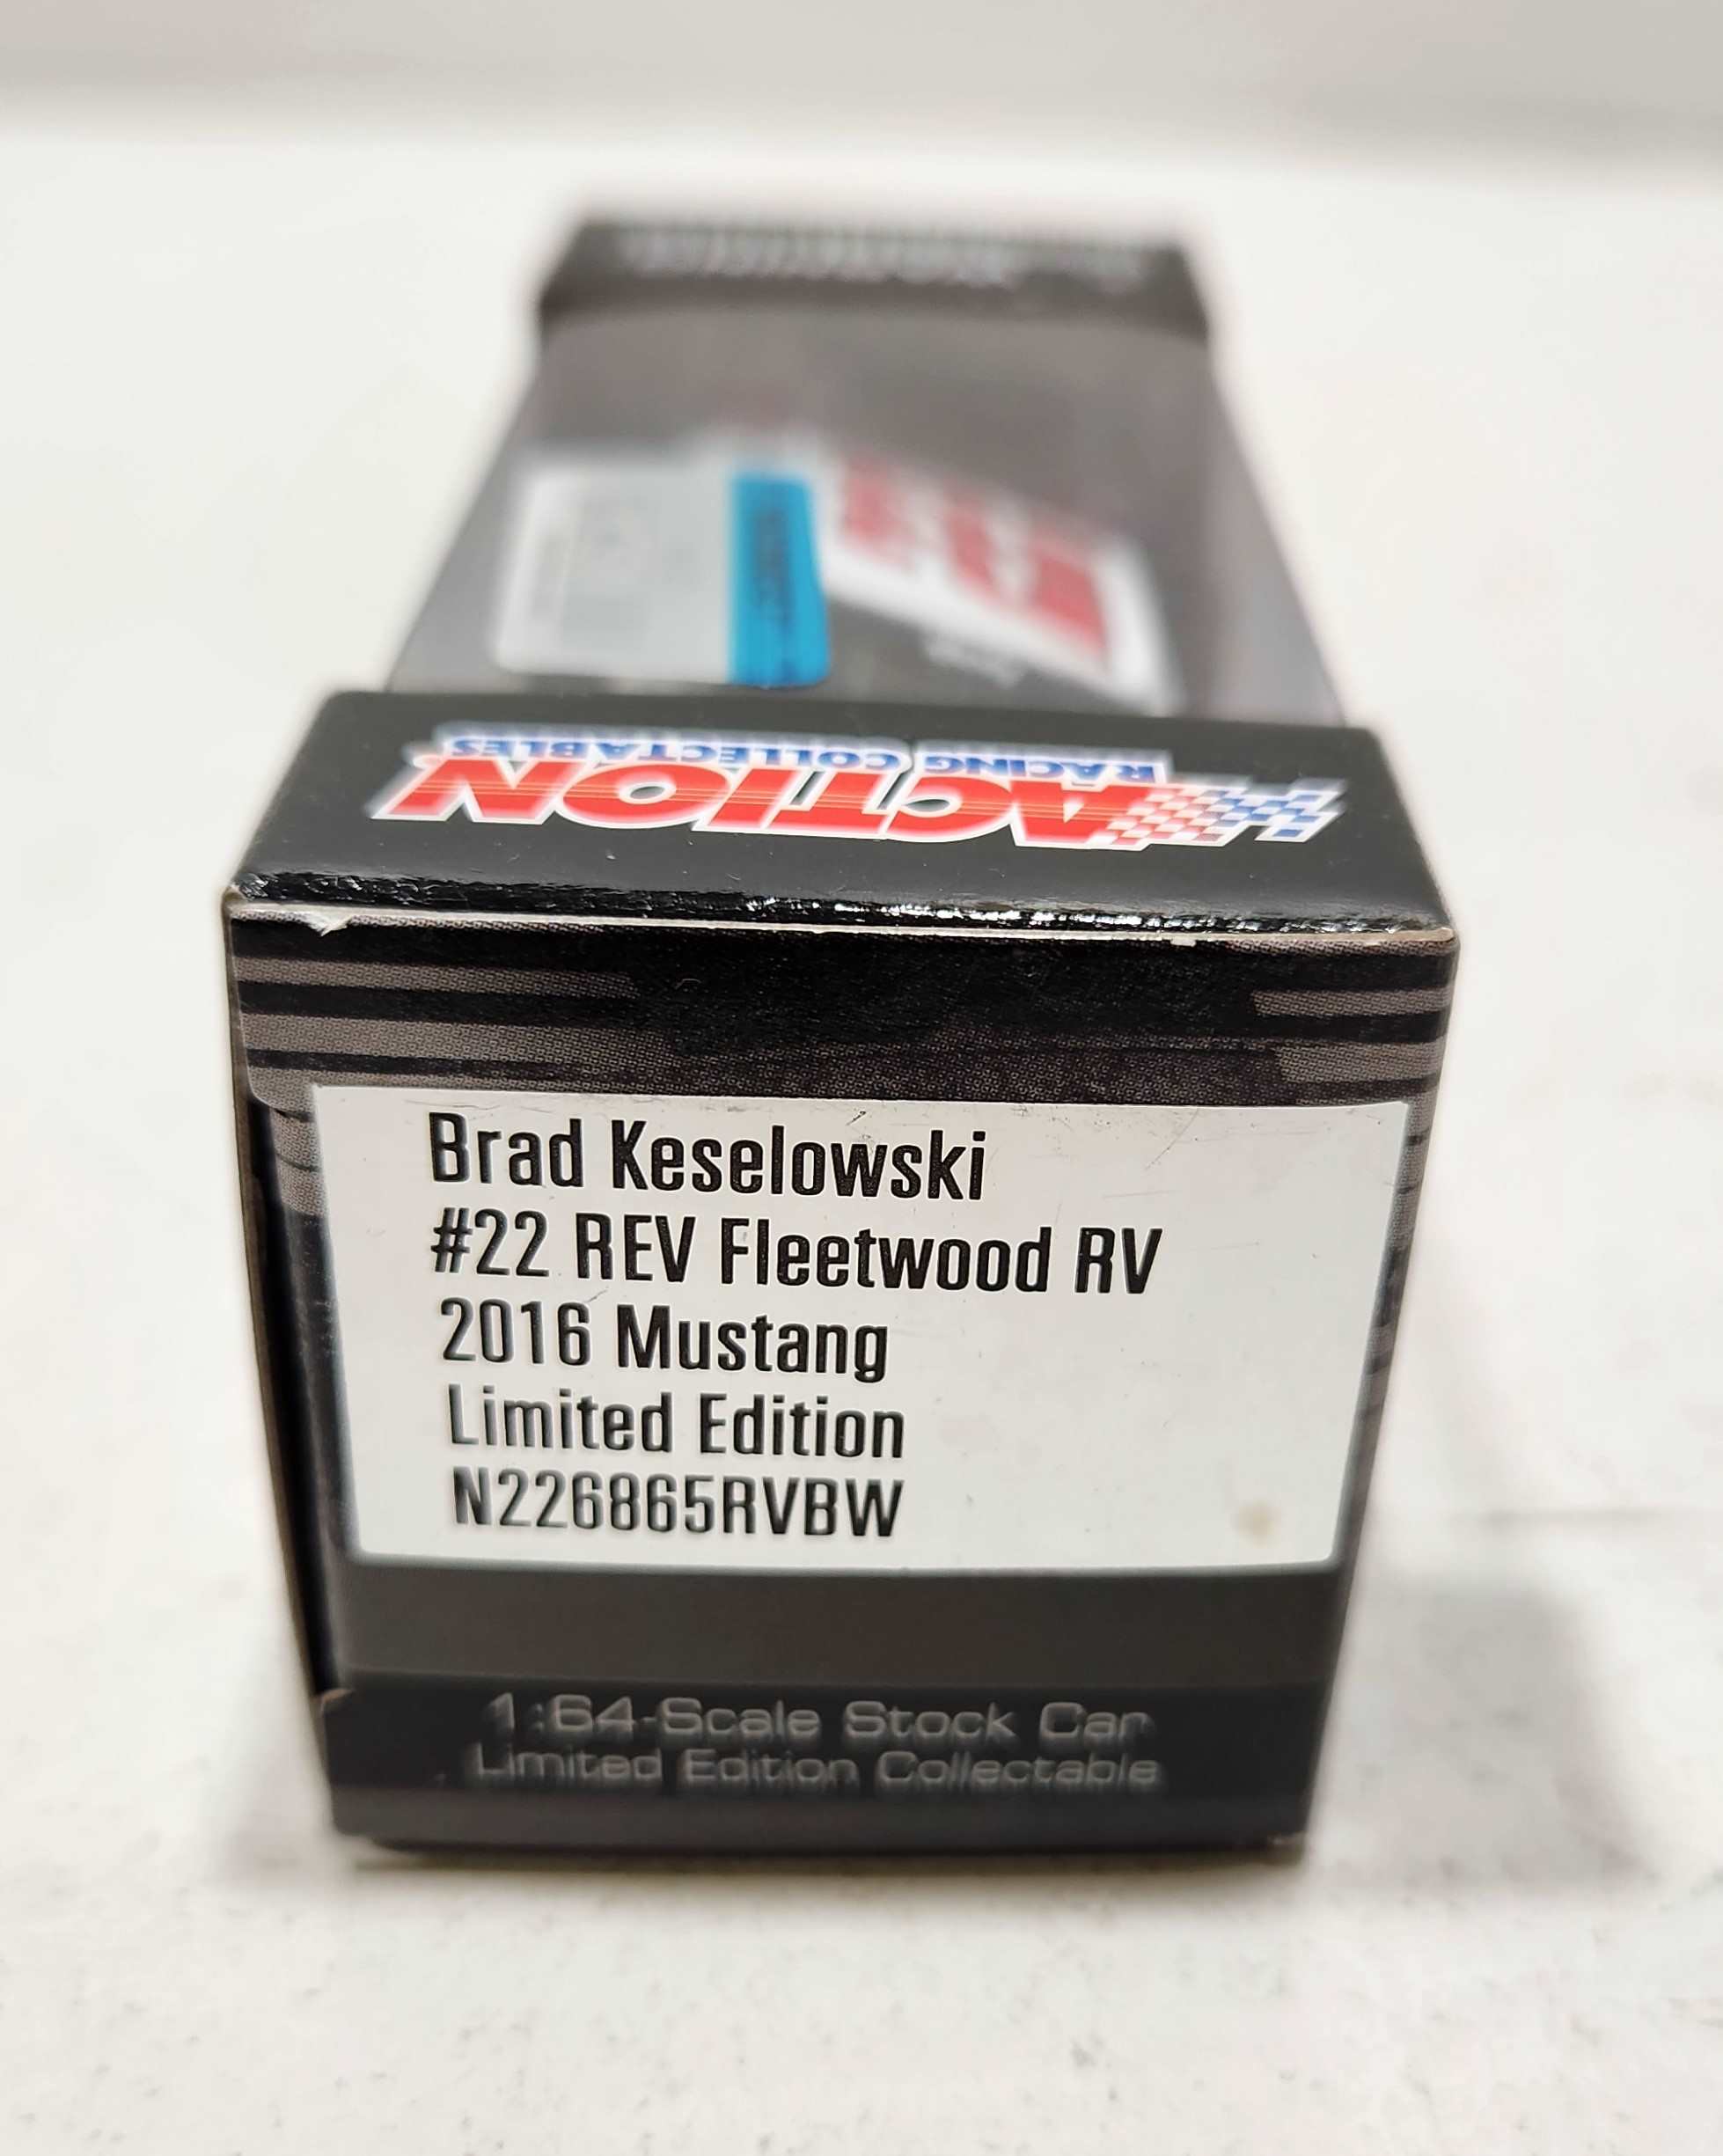 ACTION
RACING COLLECTABLES
Brad Keselowski
#22 REV Fleetwood RV
2016 Mustang
Limited Edition
N226865RVBW
1:64-Scale Stock Car
Limited Edition Collectable